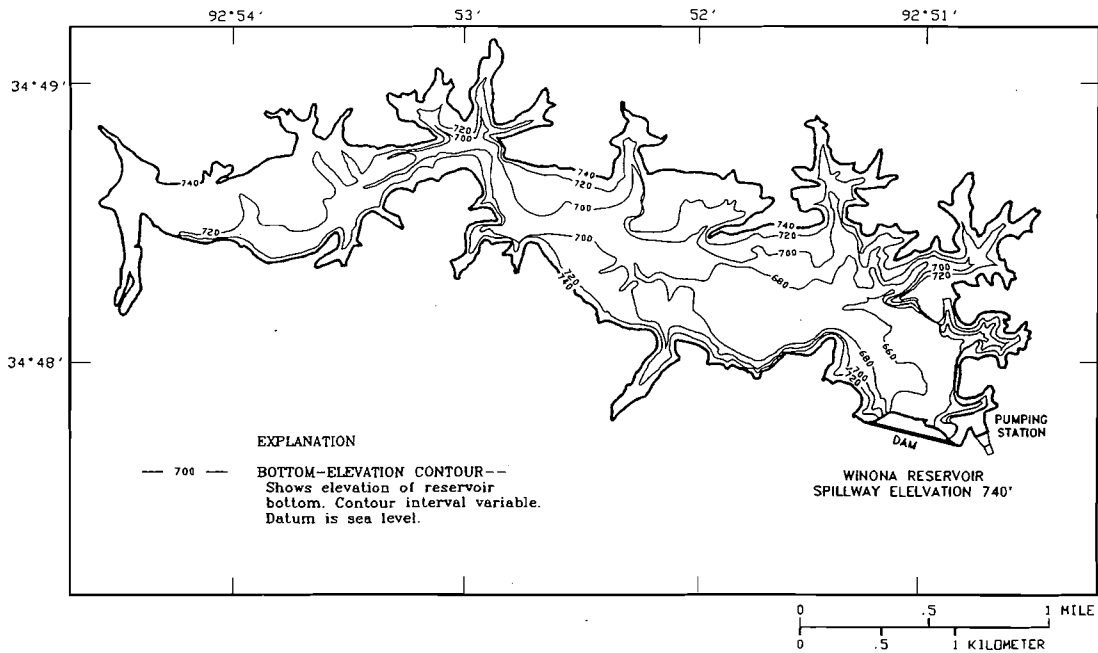 92°54' 53' 52' 92°51'
34°49'
34°48'
720
700
740
720
740
720
700
740
720
700
740
720
700
680
700
720
720
740
660
680
700
720
DAM
PUMPING
STATION
WINONA RESERVOIR
SPILLWAY ELELVATION 740'
EXPLANATION
700 BOTTOM-ELEVATION CONTOUR--
Shows elevation of reservoir
bottom. Contour interval variable.
Datum is sea level.
0 .5 1 MILE
0 .5 1 KILOMETER